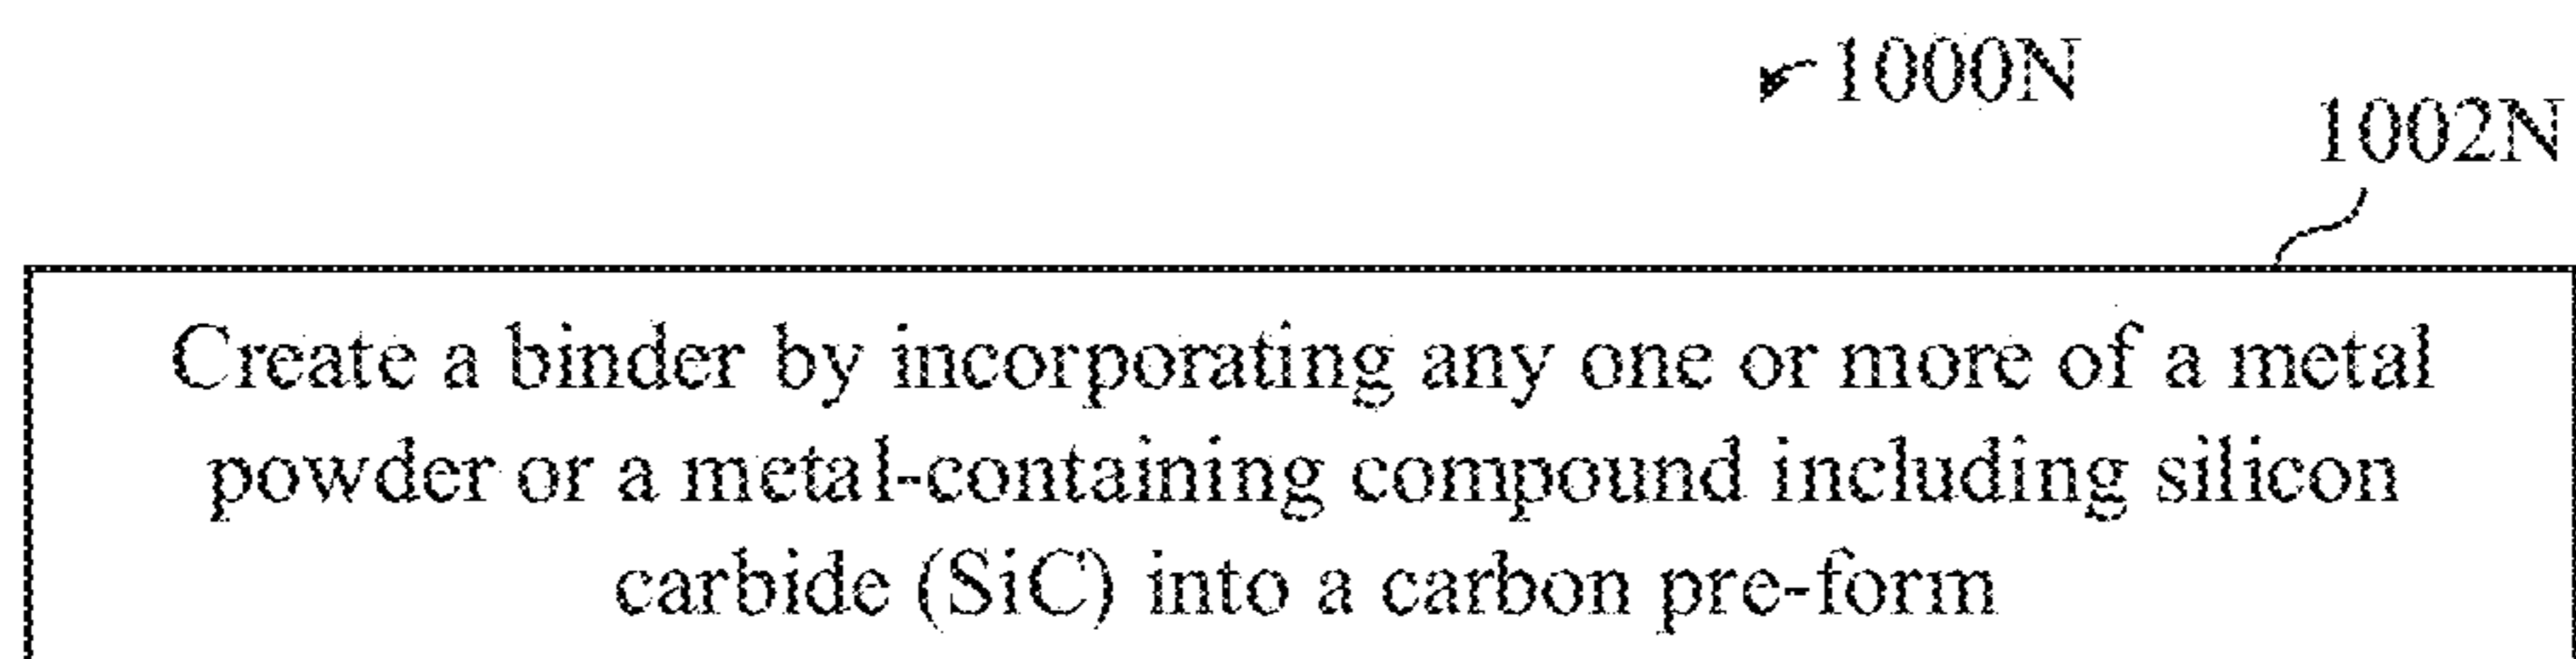 1000N
1002N
Create a binder by incorporating any one or more of a metal
powder or a metal-containing compound including silicon
carbide (SiC) into a carbon pre-form